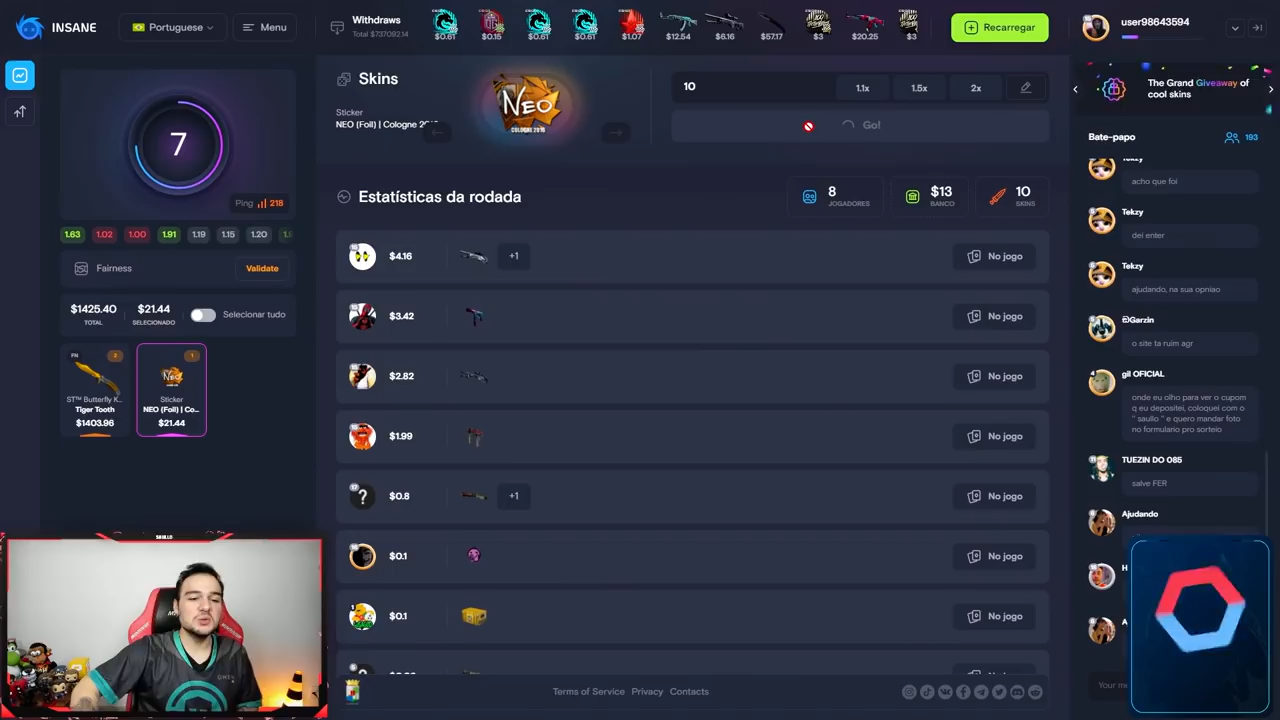 INSANE
Portuguese
Menu
Withdraws
Total $737092.14
$0.61
$0.15
$0.61
$0.61
$1.07
$12.54
$6.16
$57.17
$3
$20.25
$3
Recarregar
user98643594
7
Ping 218
1.63
1.02
1.00
1.91
1.19
1.15
1.20
Fairness
Validate
$1425.40
TOTAL
$21.44
SELECIONADO
Selecionar tudo
FN
2
ST™ Butterfly K...
Tiger Tooth
$1403.96
1
Sticker
NEO (Foil) | Co...
$21.44
Skins
Sticker
NEO (Foil) | Cologne
NEO
COLOGNE 2016
10
1.1x
1.5x
2x
Go!
Estatísticas da rodada
8
JOGADORES
$13
BANCO
10
SKINS
$4.16
+1
No jogo
$3.42
No jogo
$2.82
No jogo
$1.99
No jogo
$0.8
+1
No jogo
$0.1
No jogo
$0.1
No jogo
Terms of Service
Privacy
Contacts
The Grand Giveaway of
cool skins
Bate-papo
193
Tekzy
acho que foi
Tekzy
dei enter
Tekzy
ajudando, na sua opniao
Garzin
o site ta ruim agr
gil OFICIAL
onde eu olho para ver o cupom
q eu depositei, coloquei com o
" saullo " e quero mandar foto
no formulario pro sorteio
TUEZIN DO 085
salve FER
Ajudando
SAULLO